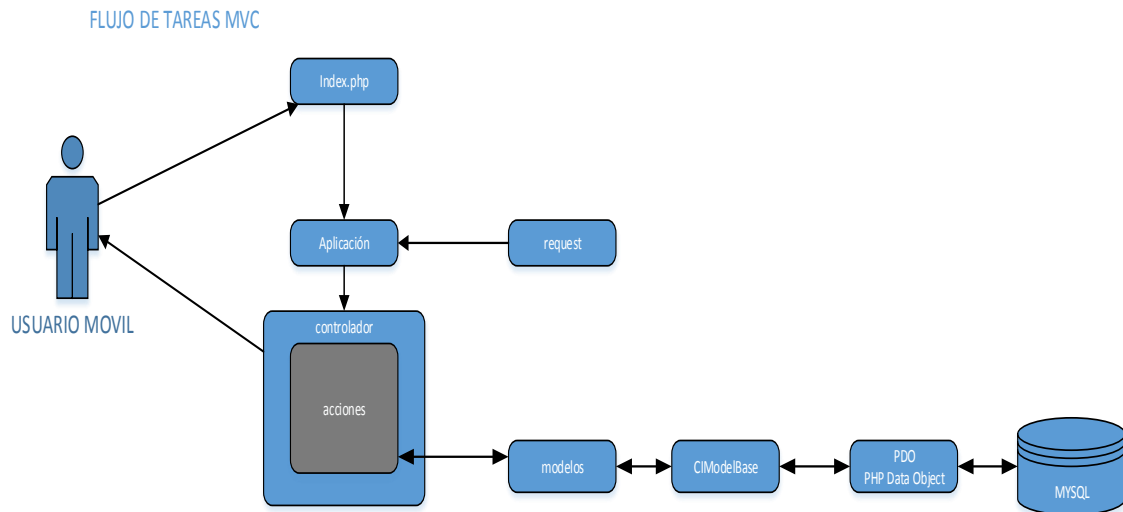 FLUJO DE TAREAS MVC
Index.php
Aplicación
request
USUARIO MOVIL
controlador
acciones
modelos
CIModelBase
PDO
PHP Data Object
MYSQL